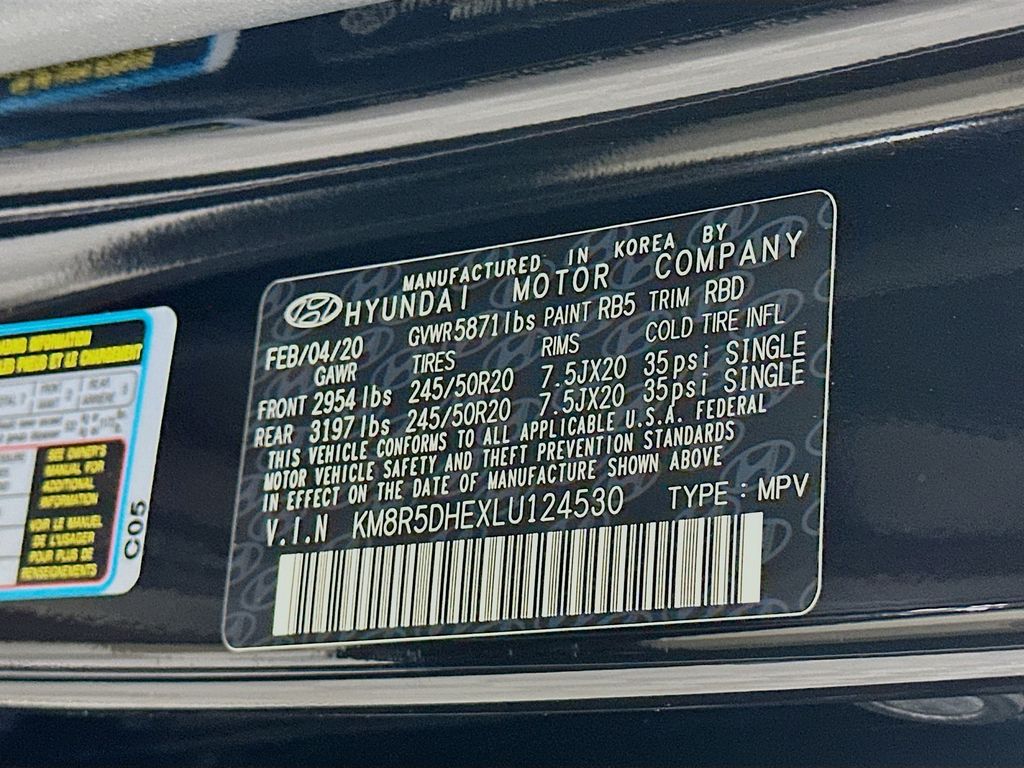 MANUFACTURED IN KOREA BY
HYUNDAI MOTOR COMPANY
FEB/04/20 GVWR5871lbs PAINT RB5 TRIM RBD
GAWR TIRES RIMS COLD TIRE INFL
FRONT 2954 lbs 245/50R20 7.5JX20 35psi SINGLE
REAR 3197 lbs 245/50R20 7.5JX20 35psi SINGLE
THIS VEHICLE CONFORMS TO ALL APPLICABLE U.S.A. FEDERAL
MOTOR VEHICLE SAFETY AND THEFT PREVENTION STANDARDS
IN EFFECT ON THE DATE OF MANUFACTURE SHOWN ABOVE
V.I.N KM8R5DHEXLU124530 TYPE : MPV
SEE OWNER'S
MANUAL FOR
ADDITIONAL
INFORMATION
VOIR LE MANUEL
DE L'USAGER
POUR PLUS DE
RENSEIGNEMENTS
C05